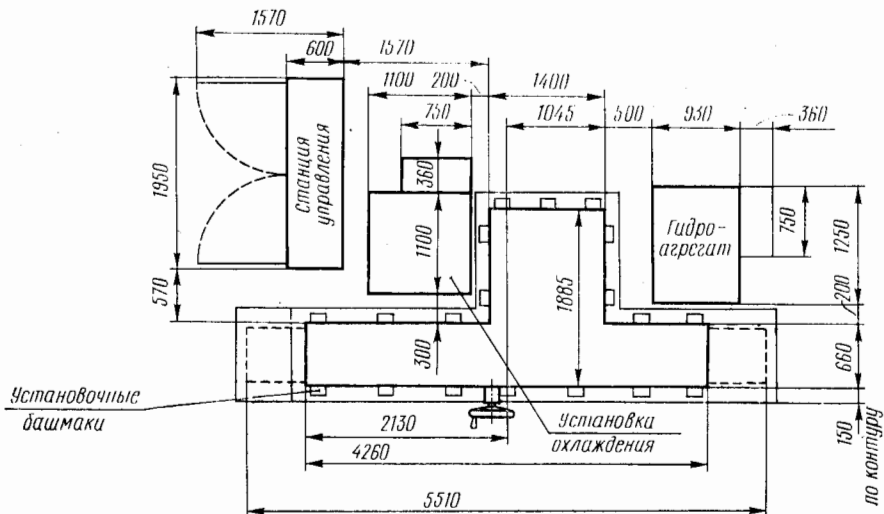 1570
600
1570
1100
200
1400
750
1045
500
930
360
1950
Станция
управления
360
1100
Гидро-
агрегат
750
1250
570
300
1885
200
660
150
по контуру
Установочные
башмаки
2130
Установка
охлаждения
4260
5510